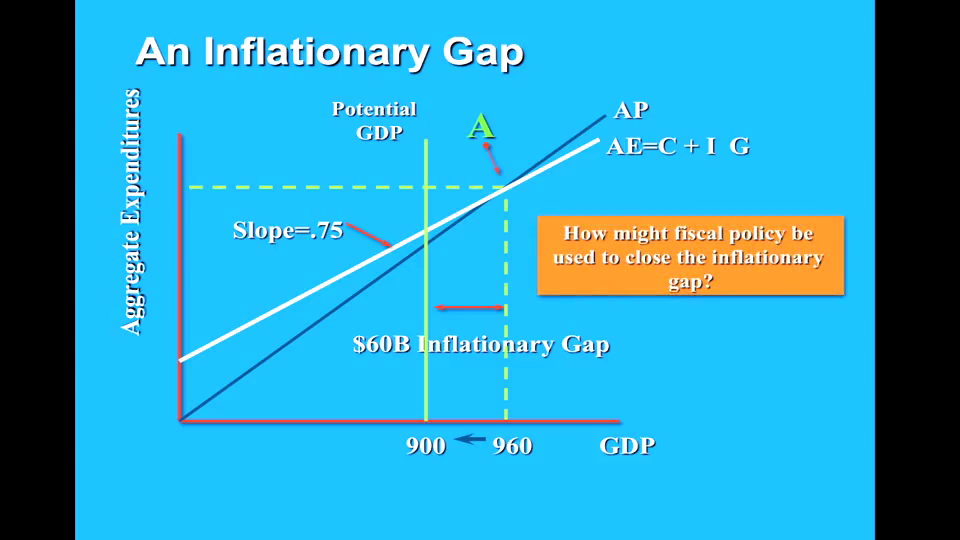 An Inflationary Gap
Aggregate Expenditures
Potential
GDP
A
AP
AE=C + I G
Slope=.75
How might fiscal policy be
used to close the inflationary
gap?
$60B Inflationary Gap
900
960
GDP